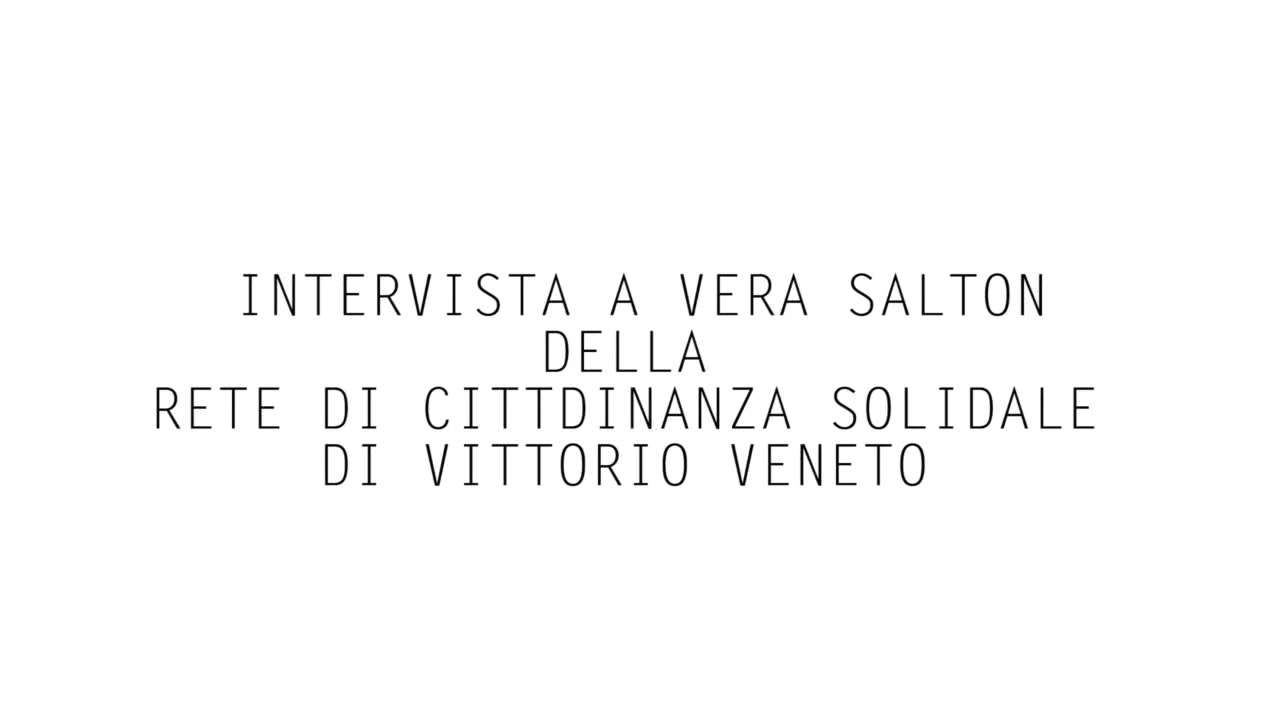 INTERVISTA A VERA SALTON
DELLA
RETE DI CITTDINANZA SOLIDALE
DI VITTORIO VENETO